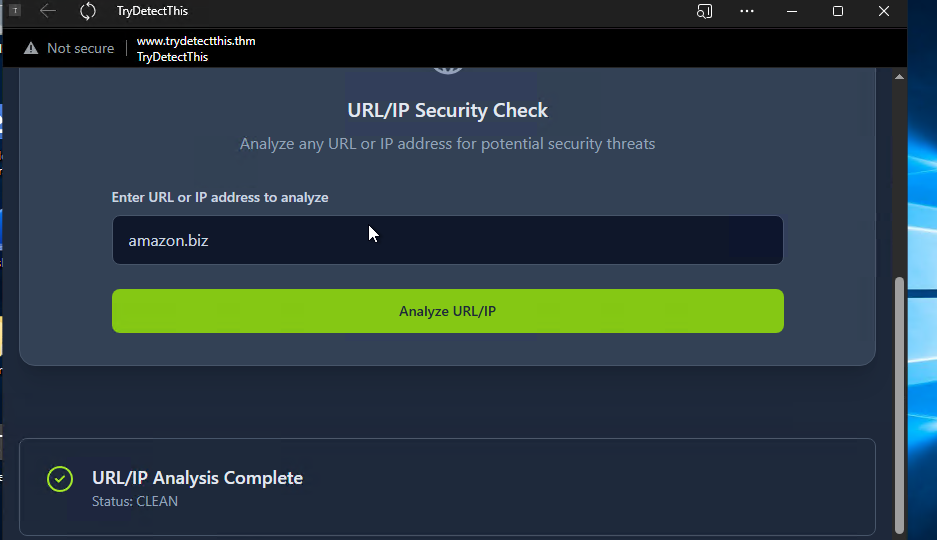 T
TryDetectThis
Not secure
www.trydetectthis.thm
TryDetectThis
URL/IP Security Check
Analyze any URL or IP address for potential security threats
Enter URL or IP address to analyze
amazon.biz
Analyze URL/IP
URL/IP Analysis Complete
Status: CLEAN